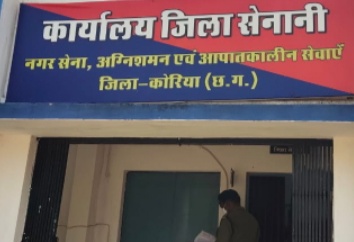 कार्यालय जिला सेनानी
नगर सेना, अग्निशमन एवं आपातकालीन सेवाएँ
जिला-कोरिया (छ.ग.)